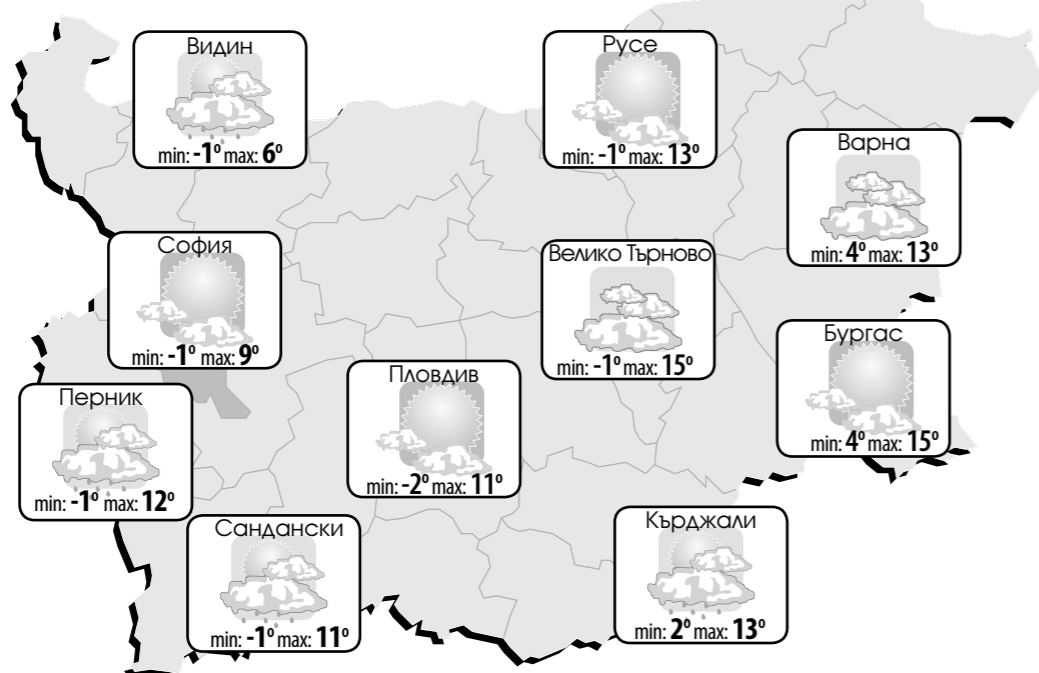 Видин
min: -1° max: 6°
Русе
min: -1° max: 13°
Варна
min: 4° max: 13°
София
min: -1° max: 9°
Велико Търново
min: -1° max: 15°
Бургас
min: 4° max: 15°
Пловдив
min: -2° max: 11°
Перник
min: -1° max: 12°
Сандански
min: -1° max: 11°
Кърджали
min: 2° max: 13°